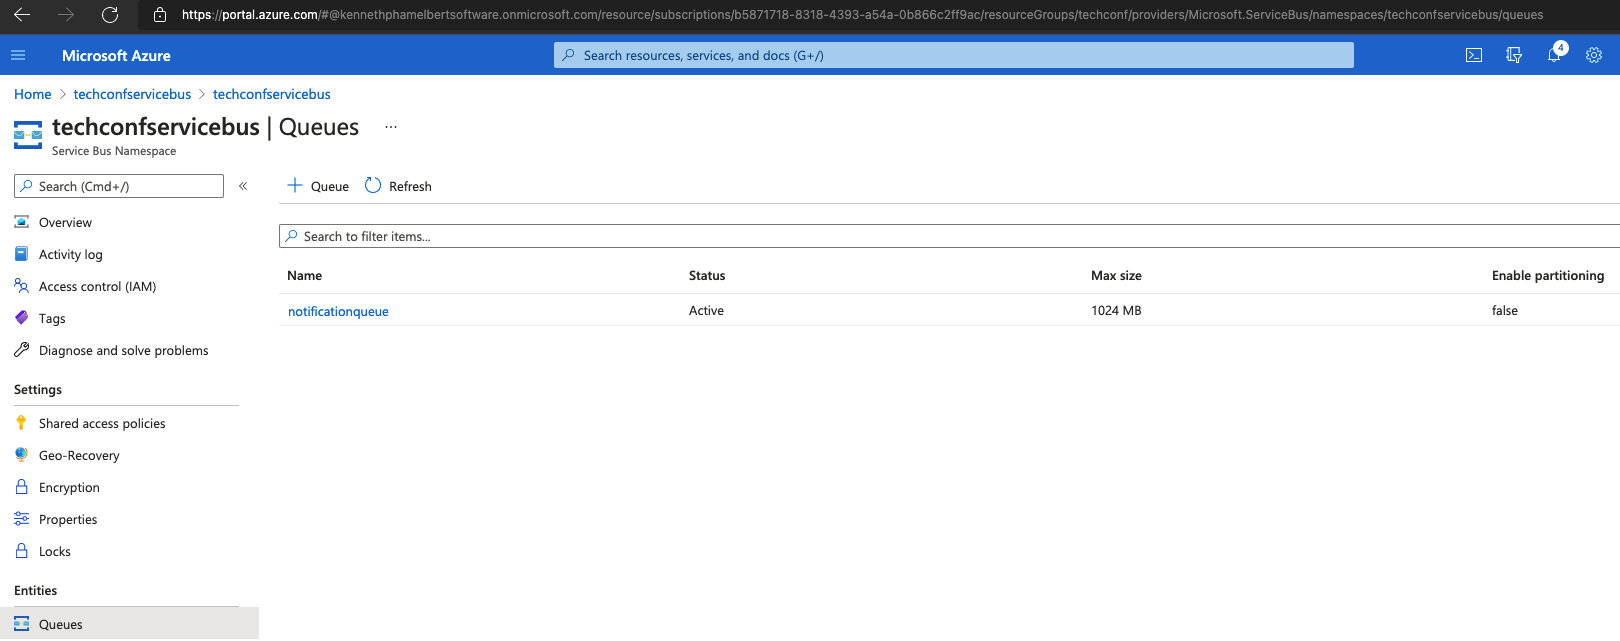 https://portal.azure.com/#@kennethphamelbertsoftware.onmicrosoft.com/resource/subscriptions/b5871718-8318-4393-a54a-0b866c2ff9ac/resourceGroups/techconf/providers/Microsoft.ServiceBus/namespaces/techconfservicebus/queues
Microsoft Azure
Search resources, services, and docs (G+/)
4
Home > techconfservicebus > techconfservicebus
techconfservicebus | Queues ...
Service Bus Namespace
Search (Cmd+/) «
+ Queue Refresh
Overview
Search to filter items...
Activity log
Name Status Max size Enable partitioning
Access control (IAM)
notificationqueue Active 1024 MB false
Tags
Diagnose and solve problems
Settings
Shared access policies
Geo-Recovery
Encryption
Properties
Locks
Entities
Queues